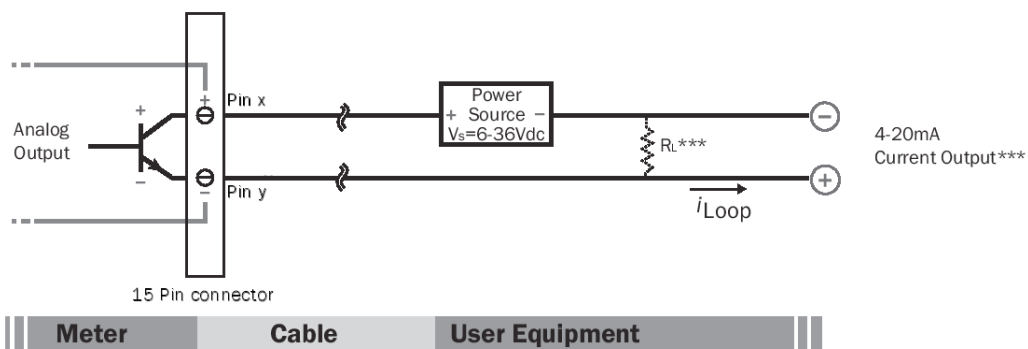 Analog
Output
+
−
+
Pin x
−
Pin y
15 Pin connector
Power
+ Source −
Vs=6-36Vdc
RL***
iLoop
−
+
4-20mA
Current Output***
Meter
Cable
User Equipment